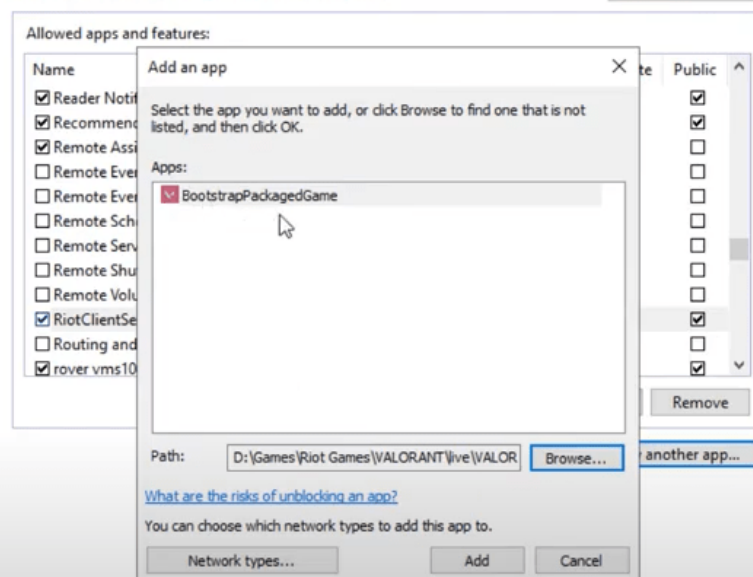 Allowed apps and features:
Name
Public
Reader Notif
Recommend
Remote Assi
Remote Eve
Remote Eve
Remote Sch
Remote Serv
Remote Shu
Remote Volu
RiotClientSe
Routing and
rover vms10
Remove
another app...
Add an app
Select the app you want to add, or click Browse to find one that is not
listed, and then click OK.
Apps:
BootstrapPackagedGame
Path: D:\Games\Riot Games\VALORANT\live\VALOR Browse...
What are the risks of unblocking an app?
You can choose which network types to add this app to.
Network types... Add Cancel